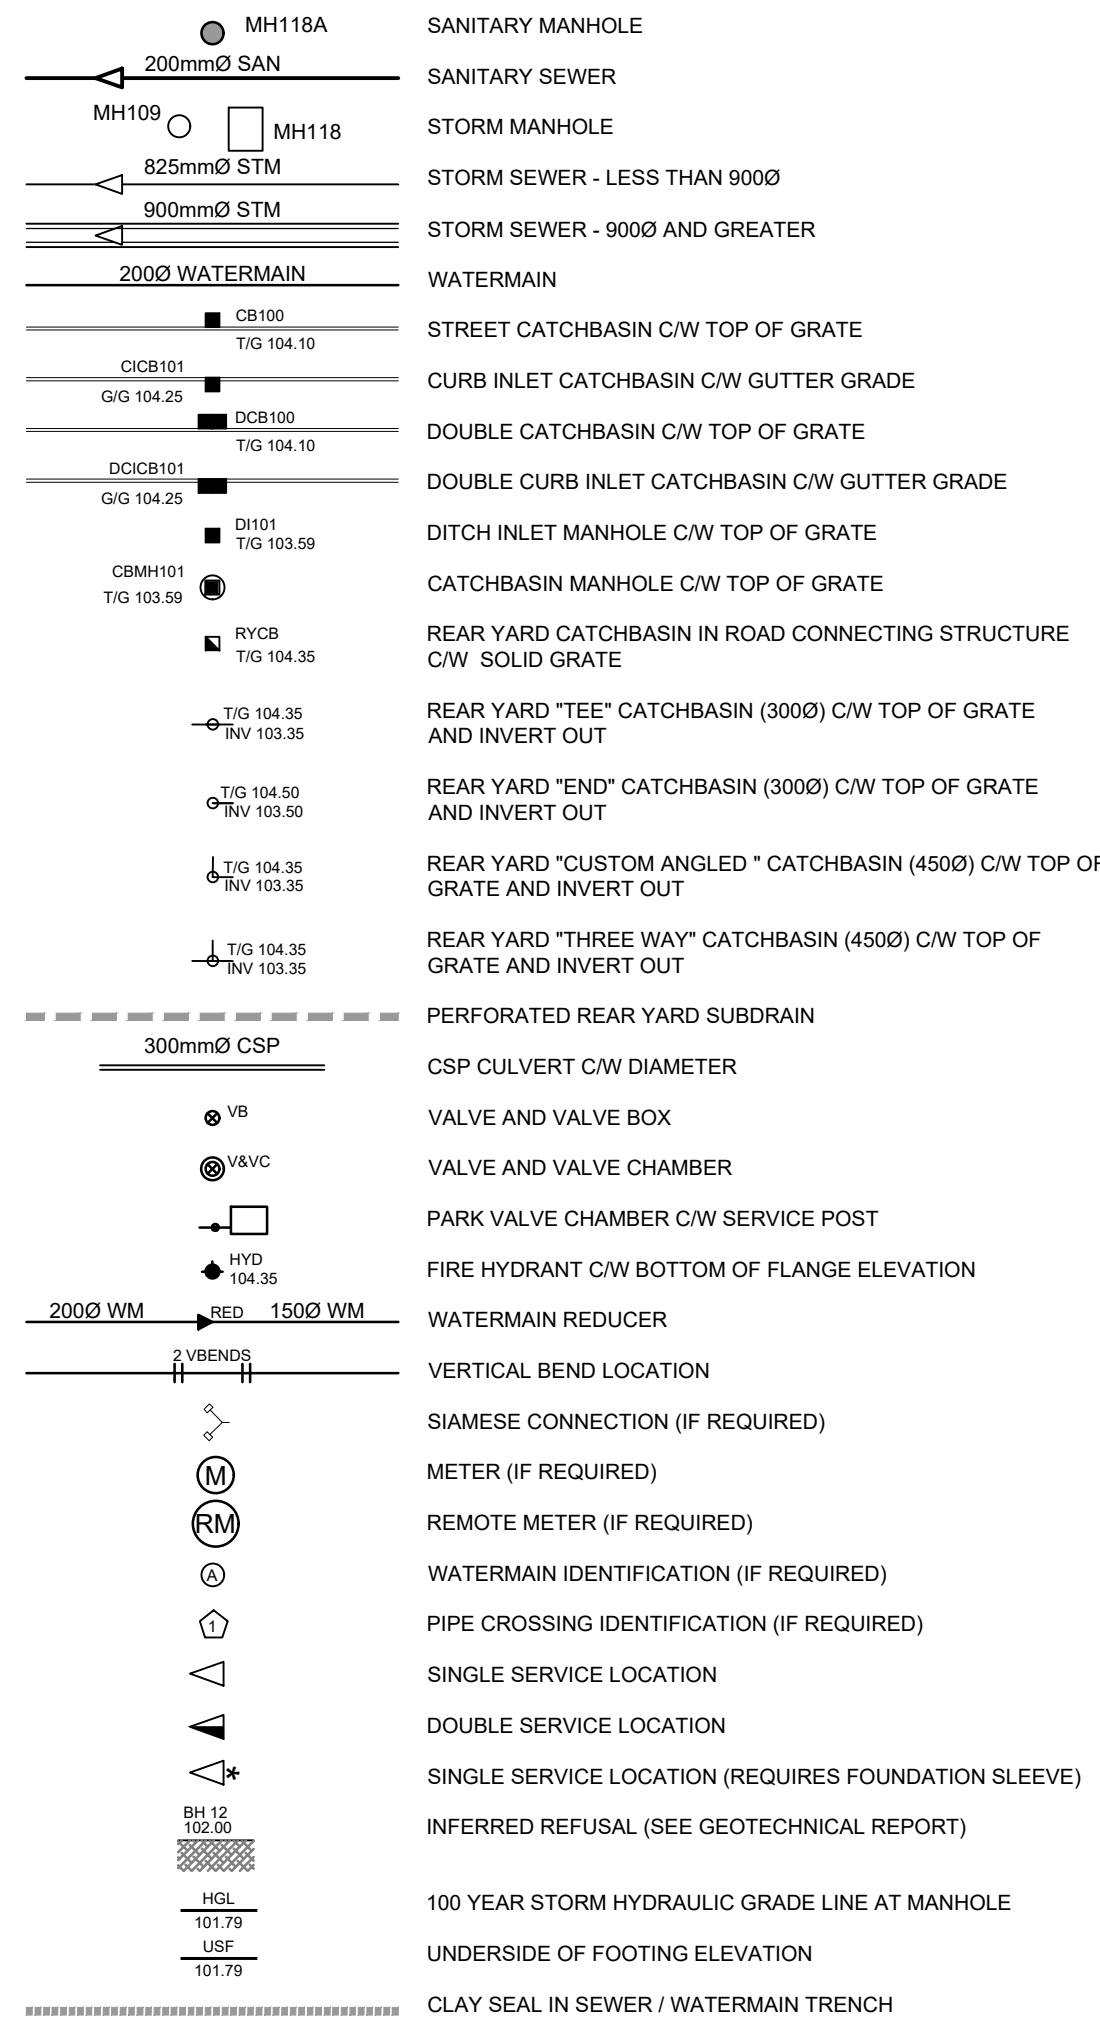 MH118A SANITARY MANHOLE
200mmØ SAN SANITARY SEWER
MH109 MH118 STORM MANHOLE
825mmØ STM STORM SEWER - LESS THAN 900Ø
900mmØ STM STORM SEWER - 900Ø AND GREATER
200Ø WATERMAIN WATERMAIN
CB100
T/G 104.10
STREET CATCHBASIN C/W TOP OF GRATE
CICB101
G/G 104.25
CURB INLET CATCHBASIN C/W GUTTER GRADE
DCB100
T/G 104.10
DOUBLE CATCHBASIN C/W TOP OF GRATE
DCICB101
G/G 104.25
DOUBLE CURB INLET CATCHBASIN C/W GUTTER GRADE
DI101
T/G 103.59
DITCH INLET MANHOLE C/W TOP OF GRATE
CBMH101
T/G 103.59
CATCHBASIN MANHOLE C/W TOP OF GRATE
RYCB
T/G 104.35
REAR YARD CATCHBASIN IN ROAD CONNECTING STRUCTURE
C/W SOLID GRATE
T/G 104.35
INV 103.35
REAR YARD "TEE" CATCHBASIN (300Ø) C/W TOP OF GRATE
AND INVERT OUT
T/G 104.50
INV 103.50
REAR YARD "END" CATCHBASIN (300Ø) C/W TOP OF GRATE
AND INVERT OUT
T/G 104.35
INV 103.35
REAR YARD "CUSTOM ANGLED " CATCHBASIN (450Ø) C/W TOP OF
GRATE AND INVERT OUT
T/G 104.35
INV 103.35
REAR YARD "THREE WAY" CATCHBASIN (450Ø) C/W TOP OF
GRATE AND INVERT OUT
PERFORATED REAR YARD SUBDRAIN
300mmØ CSP CSP CULVERT C/W DIAMETER
VB VALVE AND VALVE BOX
V&VC VALVE AND VALVE CHAMBER
PARK VALVE CHAMBER C/W SERVICE POST
HYD
104.35
FIRE HYDRANT C/W BOTTOM OF FLANGE ELEVATION
200Ø WM RED 150Ø WM WATERMAIN REDUCER
2 VBENDS VERTICAL BEND LOCATION
SIAMESE CONNECTION (IF REQUIRED)
M METER (IF REQUIRED)
RM REMOTE METER (IF REQUIRED)
A WATERMAIN IDENTIFICATION (IF REQUIRED)
1 PIPE CROSSING IDENTIFICATION (IF REQUIRED)
SINGLE SERVICE LOCATION
DOUBLE SERVICE LOCATION
* SINGLE SERVICE LOCATION (REQUIRES FOUNDATION SLEEVE)
BH 12
102.00
INFERRED REFUSAL (SEE GEOTECHNICAL REPORT)
HGL
101.79
100 YEAR STORM HYDRAULIC GRADE LINE AT MANHOLE
USF
101.79
UNDERSIDE OF FOOTING ELEVATION
CLAY SEAL IN SEWER / WATERMAIN TRENCH